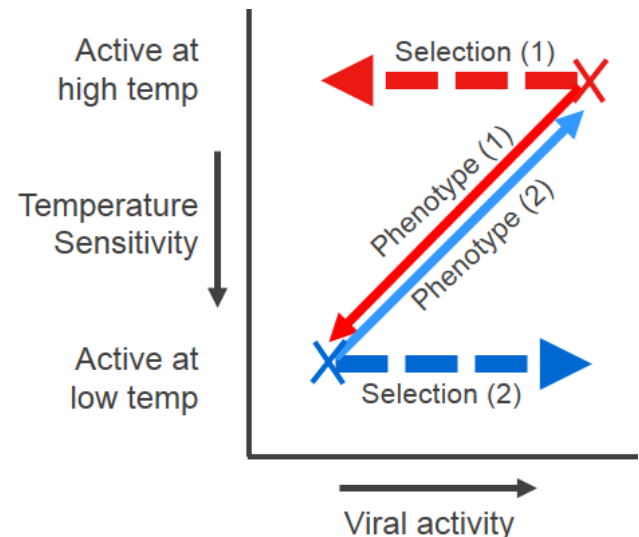 Active at
high temp
Selection (1)
Phenotype (1)
Phenotype (2)
Temperature
Sensitivity
Active at
low temp
Selection (2)
Viral activity